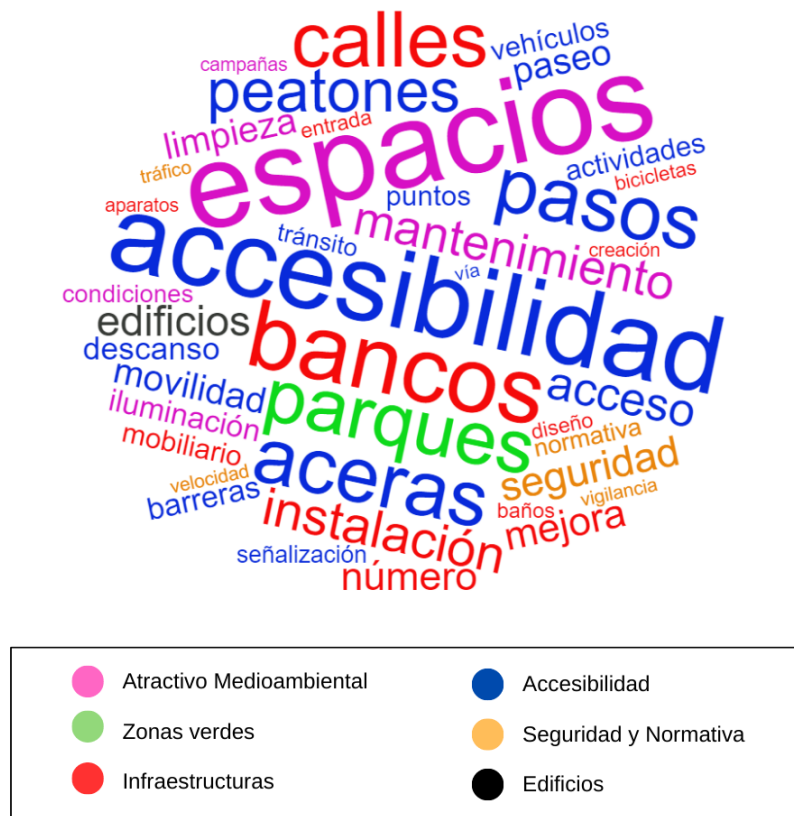 calles
vehículos
campañas
paseo
peatones
espacios
limpieza
entrada
tráfico
actividades
bicicletas
puntos
pasos
aparatos
accesibilidad
tránsito
mantenimiento
creación
vía
condiciones
edificios
bancos
descanso
movilidad
acceso
parques
iluminación
diseño
mobiliario
normativa
aceras
seguridad
velocidad
barreras
vigilancia
instalación
baños
mejora
señalización
número
Atractivo Medioambiental
Accesibilidad
Zonas verdes
Seguridad y Normativa
Infraestructuras
Edificios